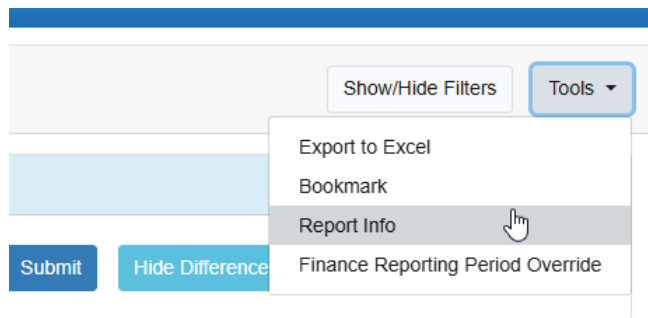 Show/Hide Filters
Tools
Export to Excel
Bookmark
Report Info
Submit
Hide Difference
Finance Reporting Period Override